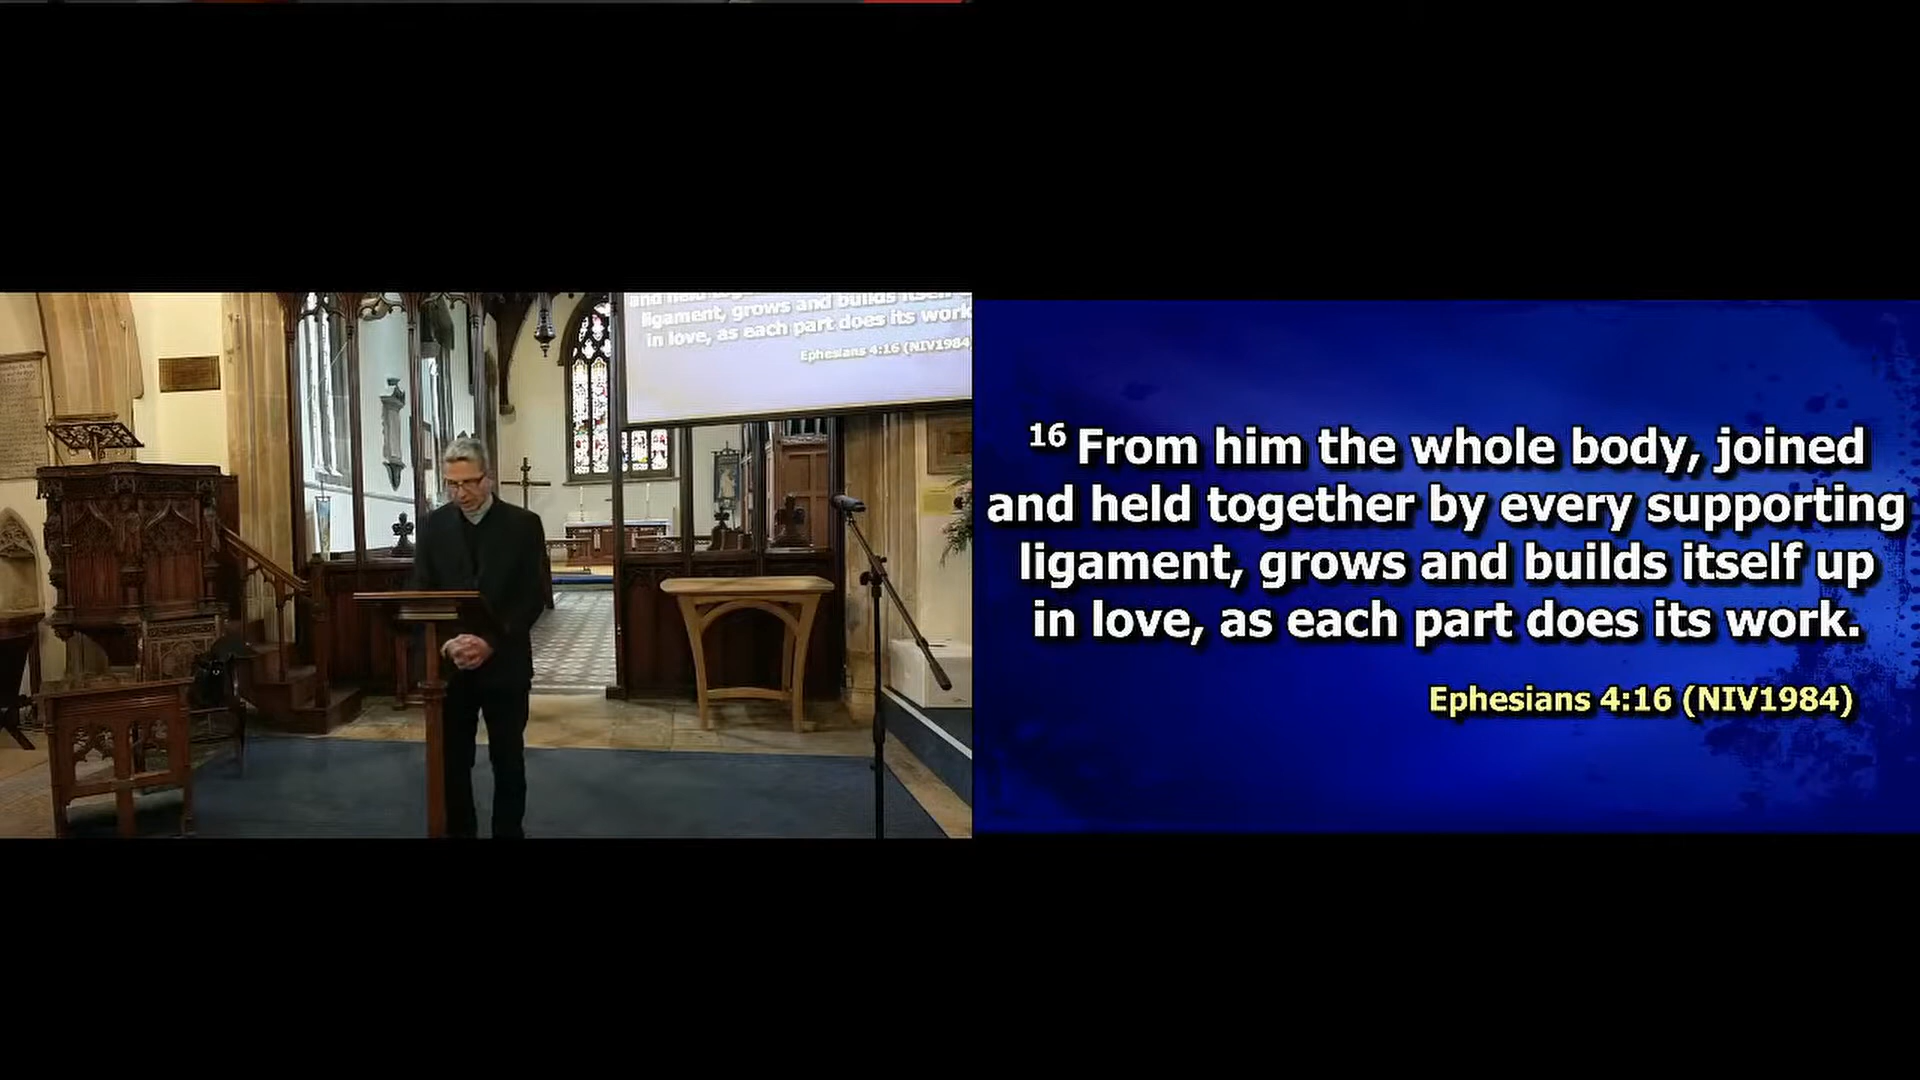 and held
ligament, grows and builds itself
in love, as each part does its work
Ephesians 4:16 (NIV1984)
16 From him the whole body, joined
and held together by every supporting
ligament, grows and builds itself up
in love, as each part does its work.
Ephesians 4:16 (NIV1984)